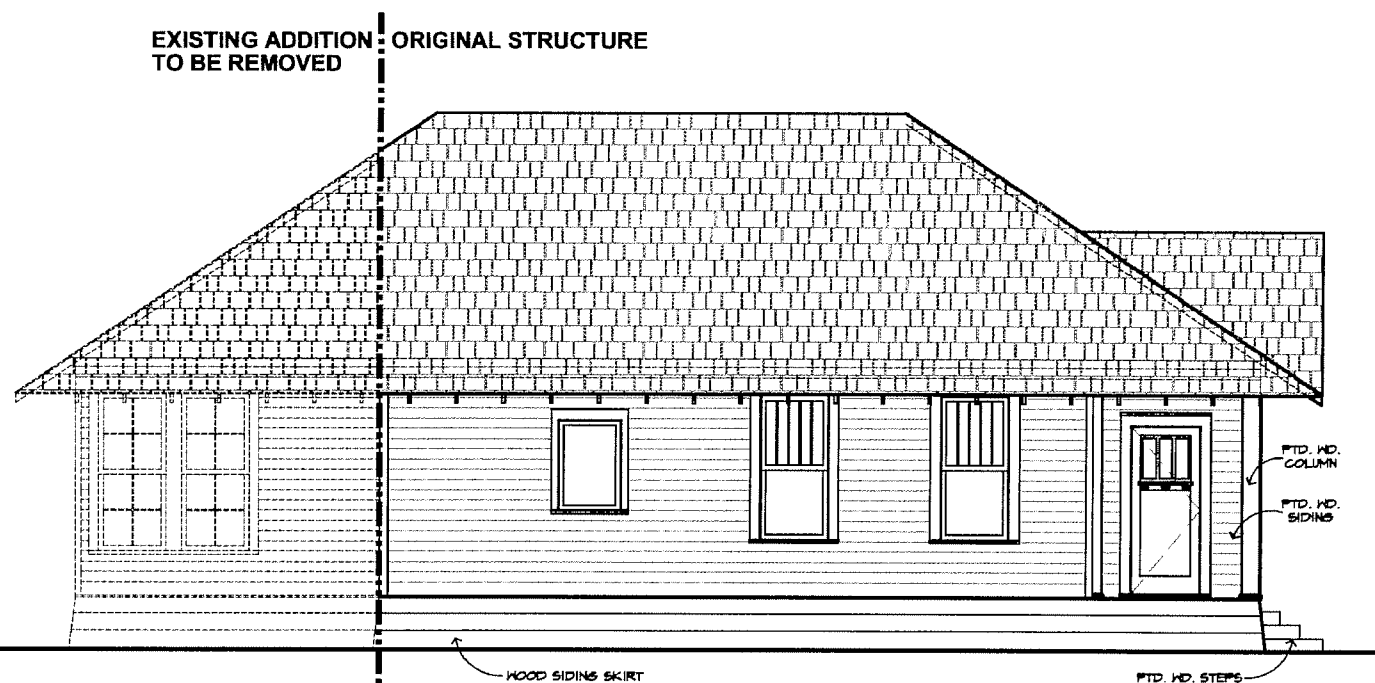 EXISTING ADDITION ORIGINAL STRUCTURE
TO BE REMOVED
PTD. WD.
COLUMN
PTD. WD.
SIDING
WOOD SIDING SKIRT
PTD. WD. STEPS